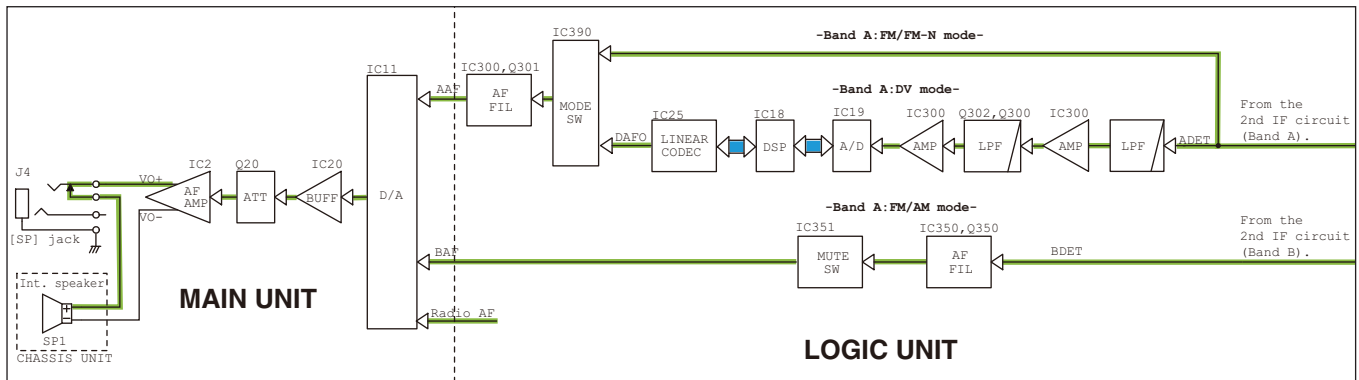 IC390
-Band A:FM/FM-N mode-
IC11
IC300,Q301
AAF
AF
FIL
MODE
SW
-Band A:DV mode-
IC25
IC18
IC19
IC300
Q302,Q300
IC300
From the
2nd IF circuit
(Band A).
DAFO
LINEAR
CODEC
DSP
A/D
AMP
LPF
AMP
LPF
ADET
J4
VO+
VO-
IC2
AF
AMP
Q20
ATT
IC20
BUFF
D/A
[SP] jack
-Band A:FM/AM mode-
IC351
IC350,Q350
From the
2nd IF circuit
(Band B).
BAF
MUTE
SW
AF
FIL
BDET
Int. speaker
+
-
SP1
CHASSIS UNIT
MAIN UNIT
Radio AF
LOGIC UNIT